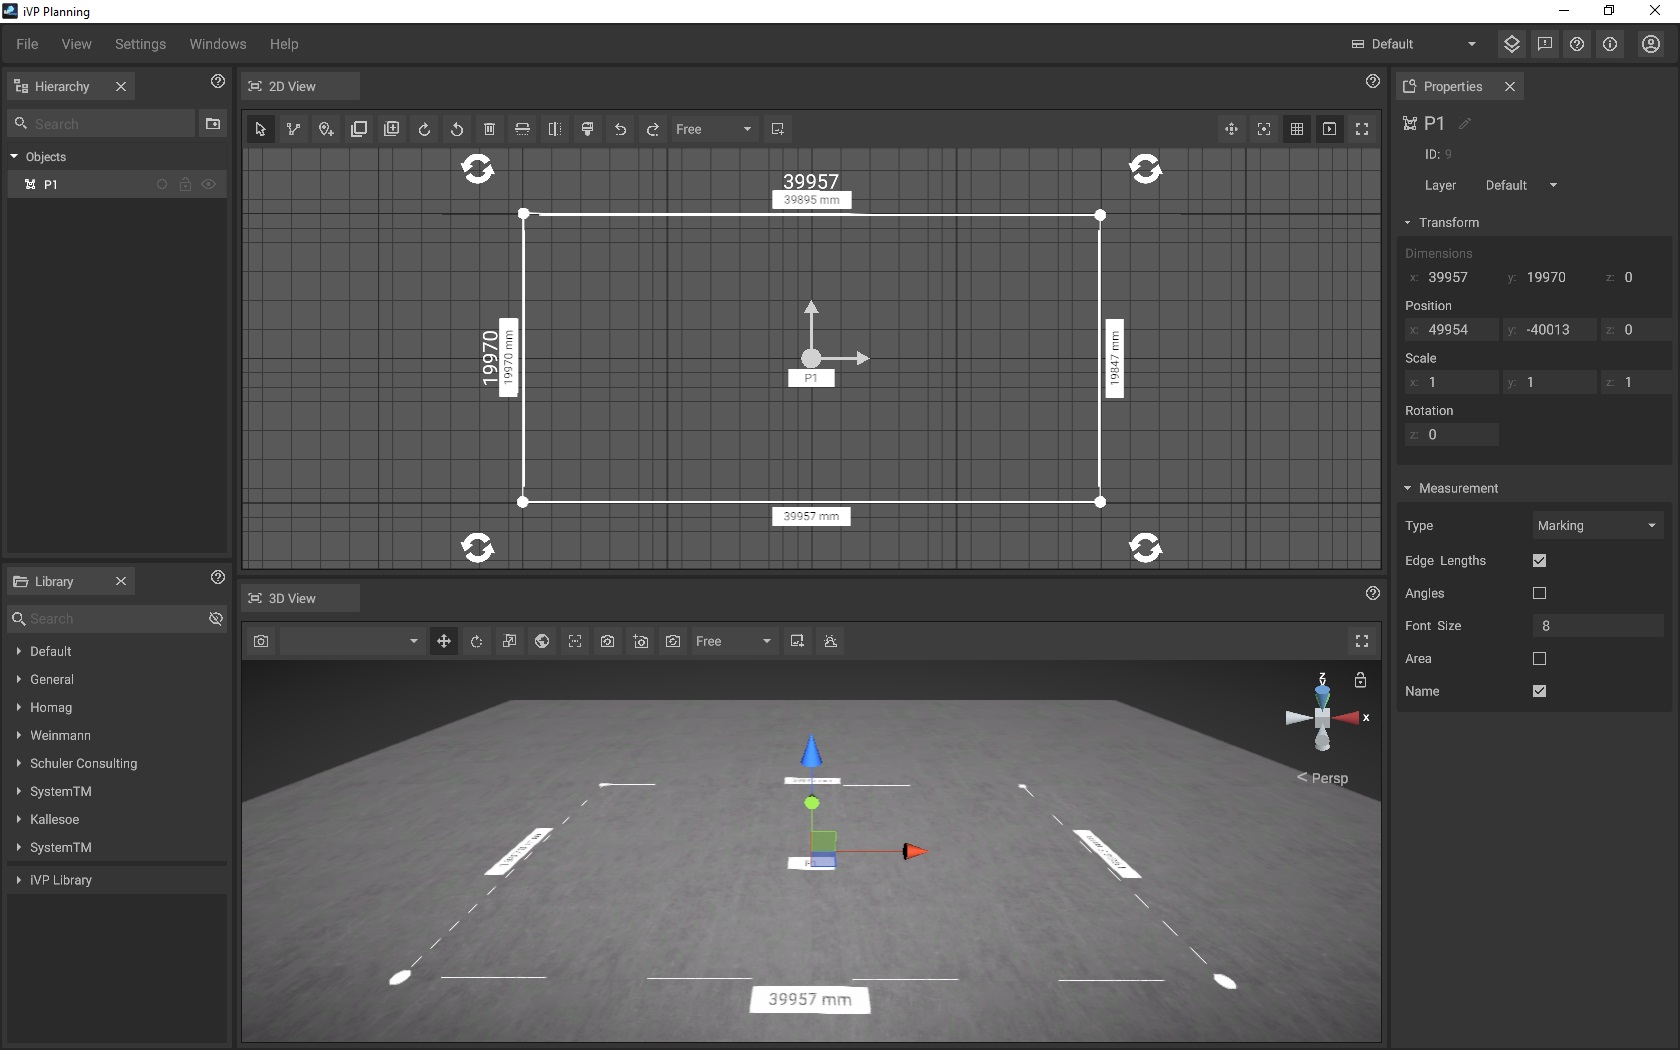 iVP Planning
File View Settings Windows Help
Default
Hierarchy
Search
Objects
P1
2D View
Free
39957
39895 mm
19970
19970 mm
19847 mm
P1
39957 mm
Library
Search
Default
General
Homag
Weinmann
Schuler Consulting
SystemTM
Kallesoe
SystemTM
iVP Library
3D View
Free
Z
Y
x
< Persp
39957 mm
Properties
P1
ID: 9
Layer Default
Transform
Dimensions
x: 39957 y: 19970 z: 0
Position
x: 49954 y: -40013 z: 0
Scale
x: 1 y: 1 z: 1
Rotation
z: 0
Measurement
Type Marking
Edge Lengths
Angles
Font Size 8
Area
Name